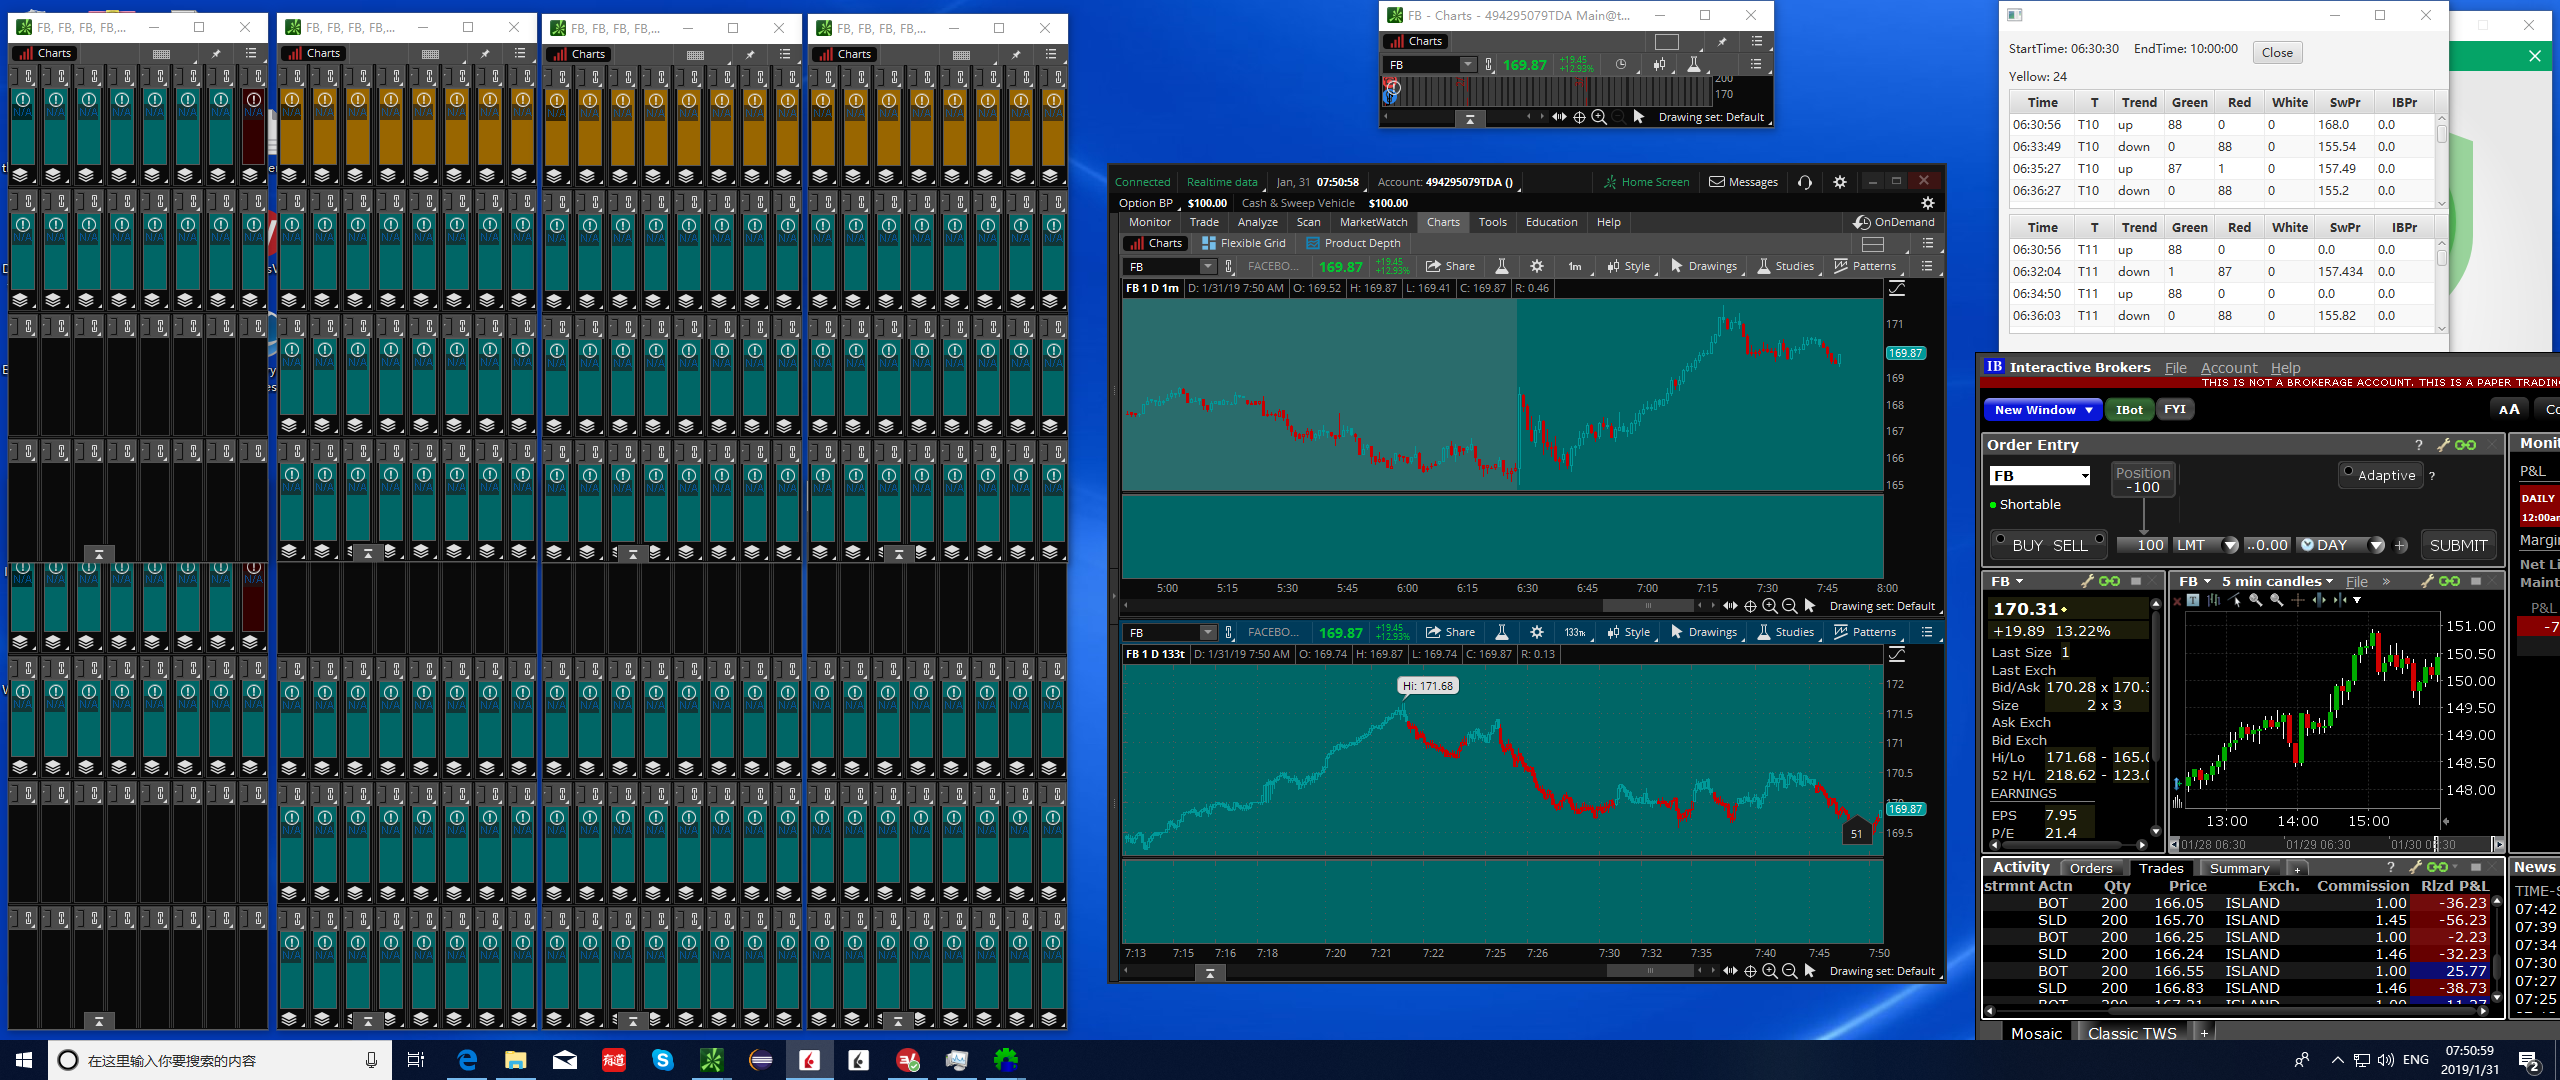 FB, FB, FB, FB,...
Charts
FB, FB, FB, FB,...
Charts
FB, FB, FB, FB,...
Charts
FB, FB, FB, FB,...
Charts
FB - Charts - 494295079TDA Main@t...
Charts
FB 169.87 +19.45 +12.93%
200
170
Drawing set: Default
StartTime: 06:30:30 EndTime: 10:00:00 Close
Yellow: 24
Time T Trend Green Red White SwPr IBPr
06:30:56 T10 up 88 0 0 168.0 0.0
06:33:49 T10 down 0 88 0 155.54 0.0
06:35:27 T10 up 87 1 0 157.49 0.0
06:36:27 T10 down 0 88 0 155.2 0.0
Time T Trend Green Red White SwPr IBPr
06:30:56 T11 up 88 0 0 0.0 0.0
06:32:04 T11 down 1 87 0 157.434 0.0
06:34:50 T11 up 88 0 0 0.0 0.0
06:36:03 T11 down 0 88 0 155.82 0.0
Connected Realtime data Jan, 31 07:50:58 Account: 494295079TDA () Home Screen Messages
Option BP $100.00 Cash & Sweep Vehicle $100.00
Monitor Trade Analyze Scan MarketWatch Charts Tools Education Help OnDemand
Charts Flexible Grid Product Depth
FB FACEBO... 169.87 +19.45 +12.93% Share 1m Style Drawings Studies Patterns
FB 1 D 1m D: 1/31/19 7:50 AM O: 169.52 H: 169.87 L: 169.41 C: 169.87 R: 0.46
171
169.87
169
168
167
166
165
5:00 5:15 5:30 5:45 6:00 6:15 6:30 6:45 7:00 7:15 7:30 7:45 8:00
Drawing set: Default
FB FACEBO... 169.87 +19.45 +12.93% Share 133tk Style Drawings Studies Patterns
FB 1 D 133t D: 1/31/19 7:50 AM O: 169.74 H: 169.87 L: 169.74 C: 169.87 R: 0.13
Hi: 171.68
172
171.5
171
170.5
169.87
169.5
51
7:13 7:15 7:16 7:18 7:20 7:21 7:22 7:25 7:26 7:30 7:32 7:35 7:40 7:45 7:50
Drawing set: Default
IB Interactive Brokers File Account Help
THIS IS NOT A BROKERAGE ACCOUNT. THIS IS A PAPER TRADIN
New Window IBot FYI AA
Order Entry ?
FB Position -100 Adaptive ?
Shortable
BUY SELL 100 LMT ..0.00 DAY + SUBMIT
Monit
P&L
DAILY
12:00am
Margin
Net Li
Maint
P&L
-7
FB
170.31
+19.89 13.22%
Last Size 1
Last Exch
Bid/Ask 170.28 x 170.3
Size 2 x 3
Ask Exch
Bid Exch
Hi/Lo 171.68 - 165.0
52 H/L 218.62 - 123.0
EARNINGS
EPS 7.95
P/E 21.4
FB 5 min candles File »
151.00
150.50
150.00
149.50
149.00
148.50
148.00
13:00 14:00 15:00
01/28 06:30 01/29 06:30 01/30
Activity Orders Trades Summary + ?
strmnt Actn Qty Price Exch. Commission Rlzd P&L
BOT 200 166.05 ISLAND 1.00 -36.23
SLD 200 165.70 ISLAND 1.45 -56.23
BOT 200 166.25 ISLAND 1.00 -2.23
SLD 200 166.24 ISLAND 1.46 -32.23
BOT 200 166.55 ISLAND 1.00 25.77
SLD 200 166.83 ISLAND 1.46 -38.73
News
TIME-S
07:42
07:39
07:34
07:30
07:27
07:25
Mosaic Classic TWS +
在这里输入你要搜索的内容
ENG
07:50:59
2019/1/31
2